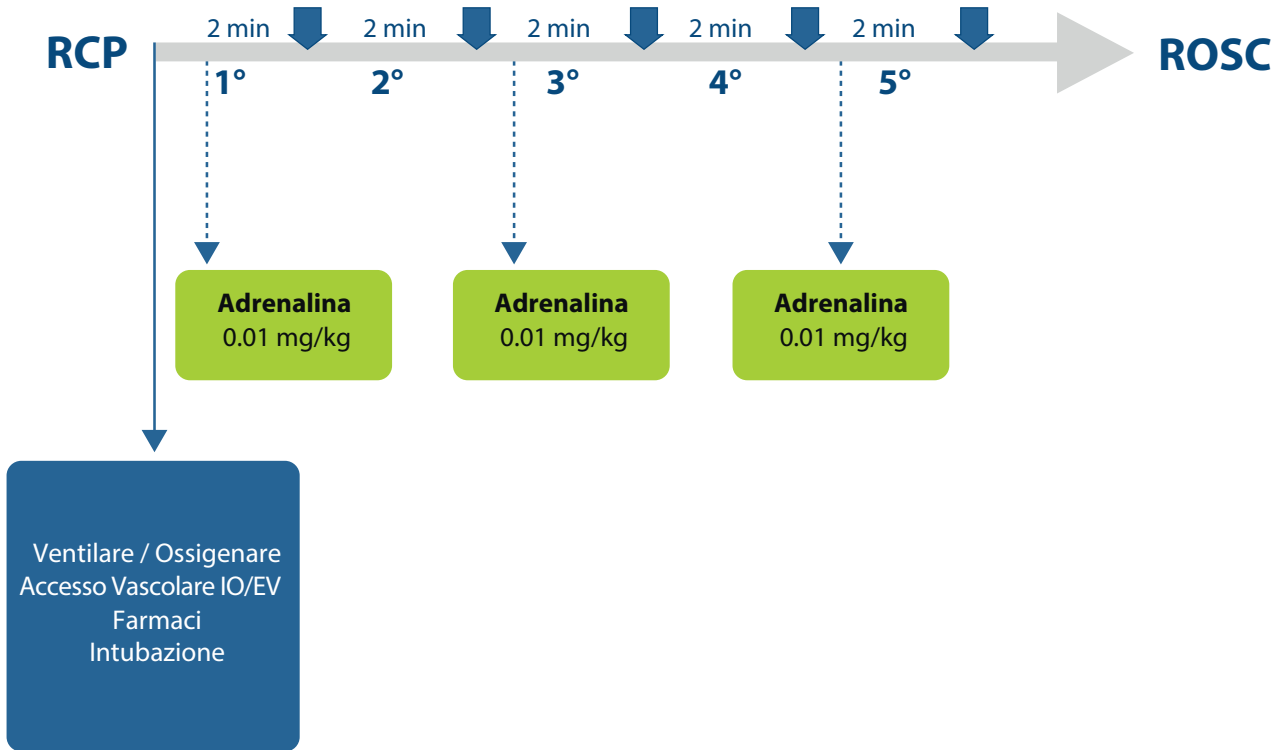 2 min 2 min 2 min 2 min 2 min
RCP
ROSC
1° 2° 3° 4° 5°
Adrenalina
0.01 mg/kg
Adrenalina
0.01 mg/kg
Adrenalina
0.01 mg/kg
Ventilare / Ossigenare
Accesso Vascolare IO/EV
Farmaci
Intubazione